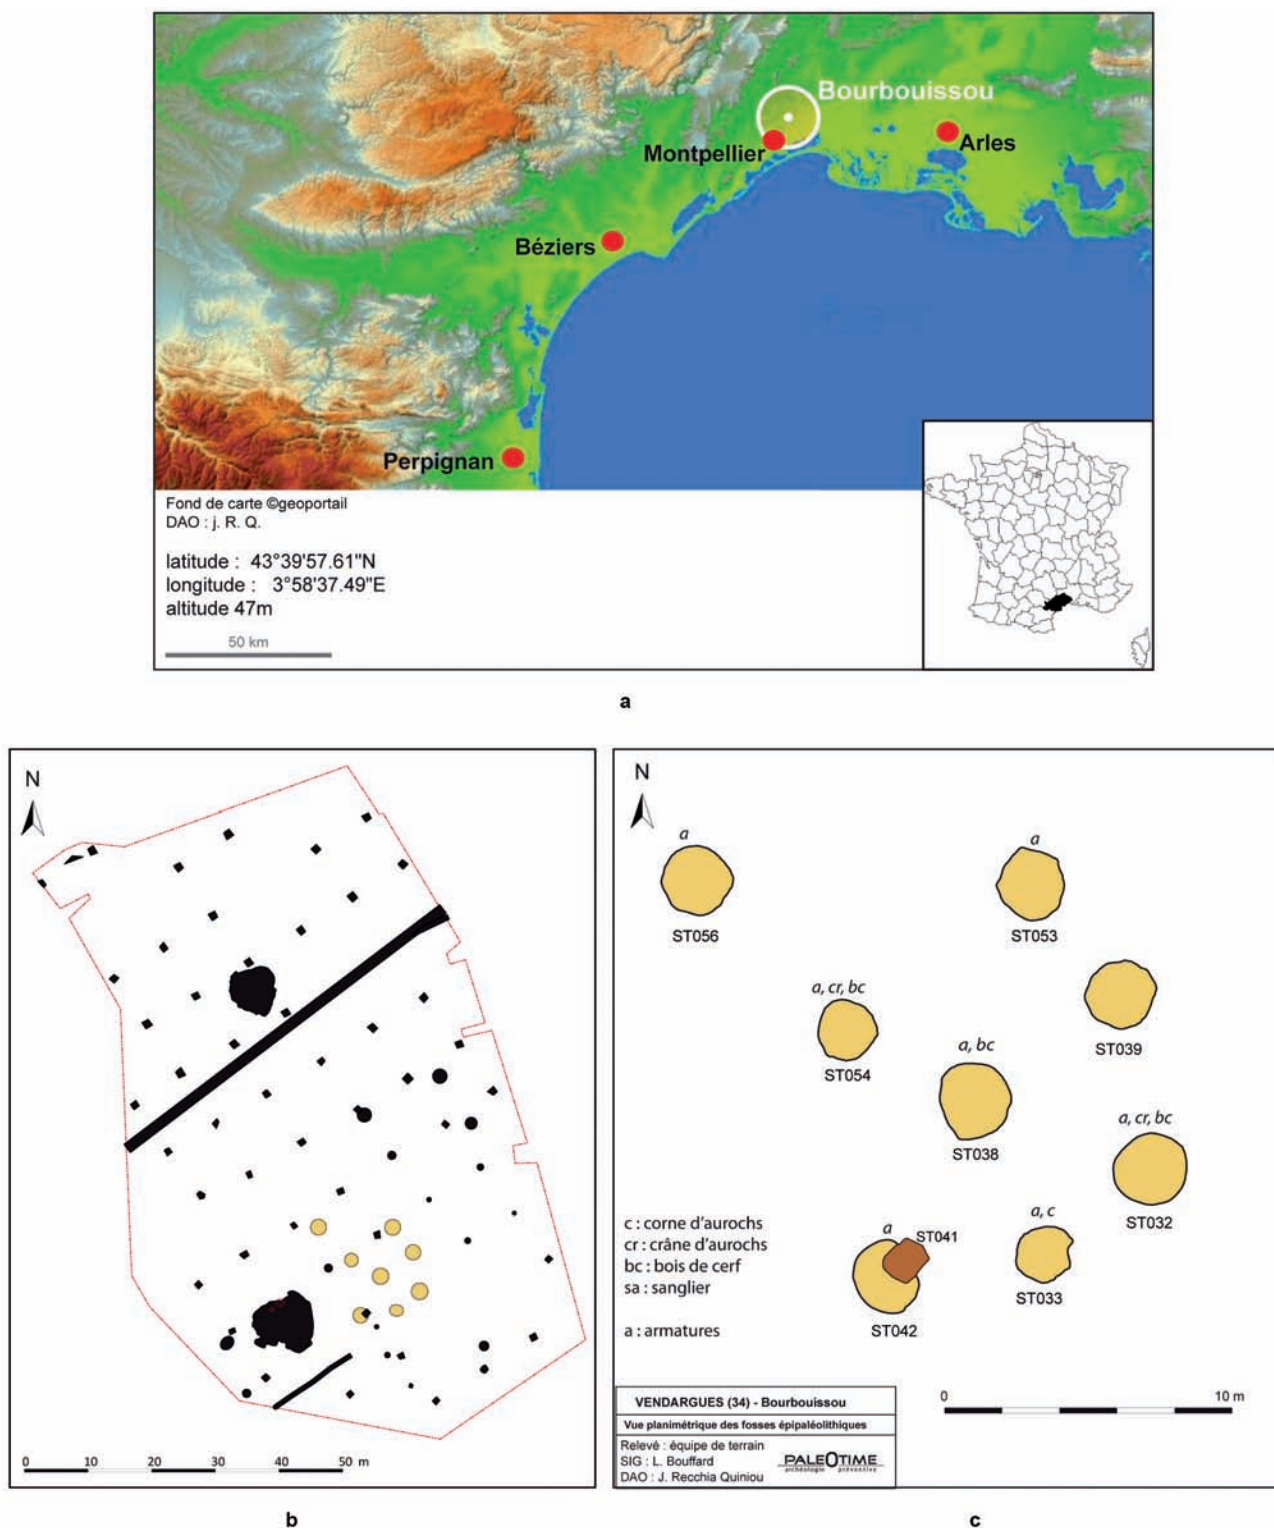 Bourbouissou
Montpellier
Arles
Béziers
Perpignan
Fond de carte ©geoportail
DAO : j. R. Q.
latitude : 43°39'57.61"N
longitude : 3°58'37.49"E
altitude 47m
50 km
a
N
0 10 20 30 40 50 m
b
N
a
a
ST056
ST053
a, cr, bc
ST054
ST039
a, bc
ST038
a, cr, bc
ST032
c : corne d'aurochs
cr : crâne d'aurochs
bc : bois de cerf
sa : sanglier
a : armatures
a
ST041
ST042
a, c
ST033
VENDARGUES (34) - Bourbouissou
Vue planimétrique des fosses épipaléolithiques
Relevé : équipe de terrain
SIG : L. Bouffard
DAO : J. Recchia Quiniou
PALEOTIME
archéologie préventive
0 10 m
c